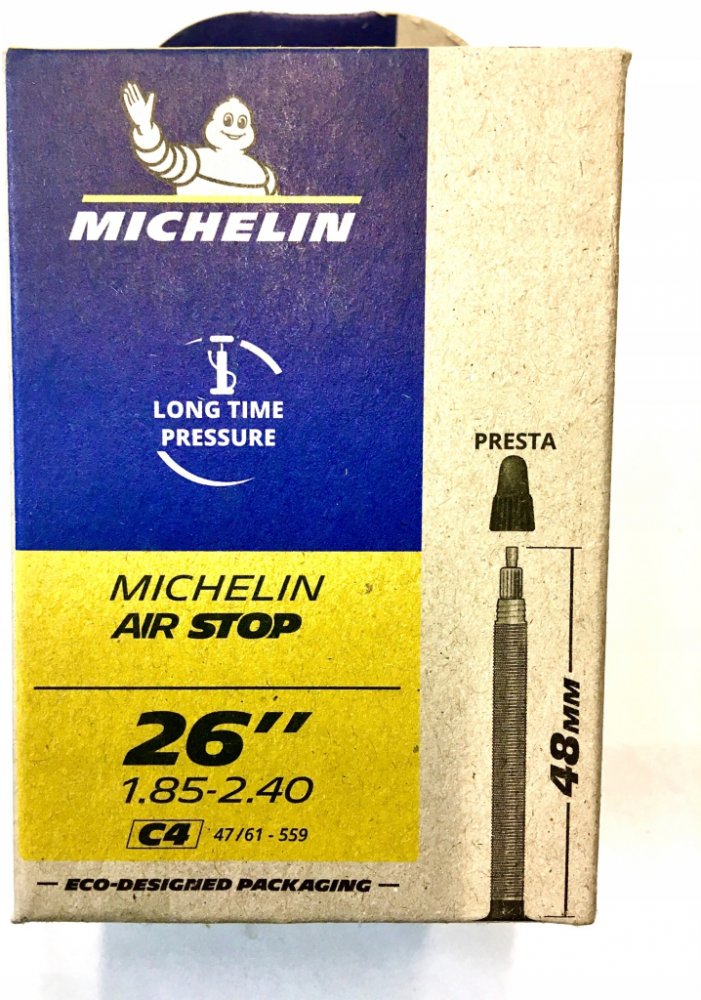 MICHELIN
LONG TIME
PRESSURE
PRESTA
MICHELIN
AIR STOP
26’’
1.85-2.40
C4 47/61 - 559
48MM
— ECO-DESIGNED PACKAGING —